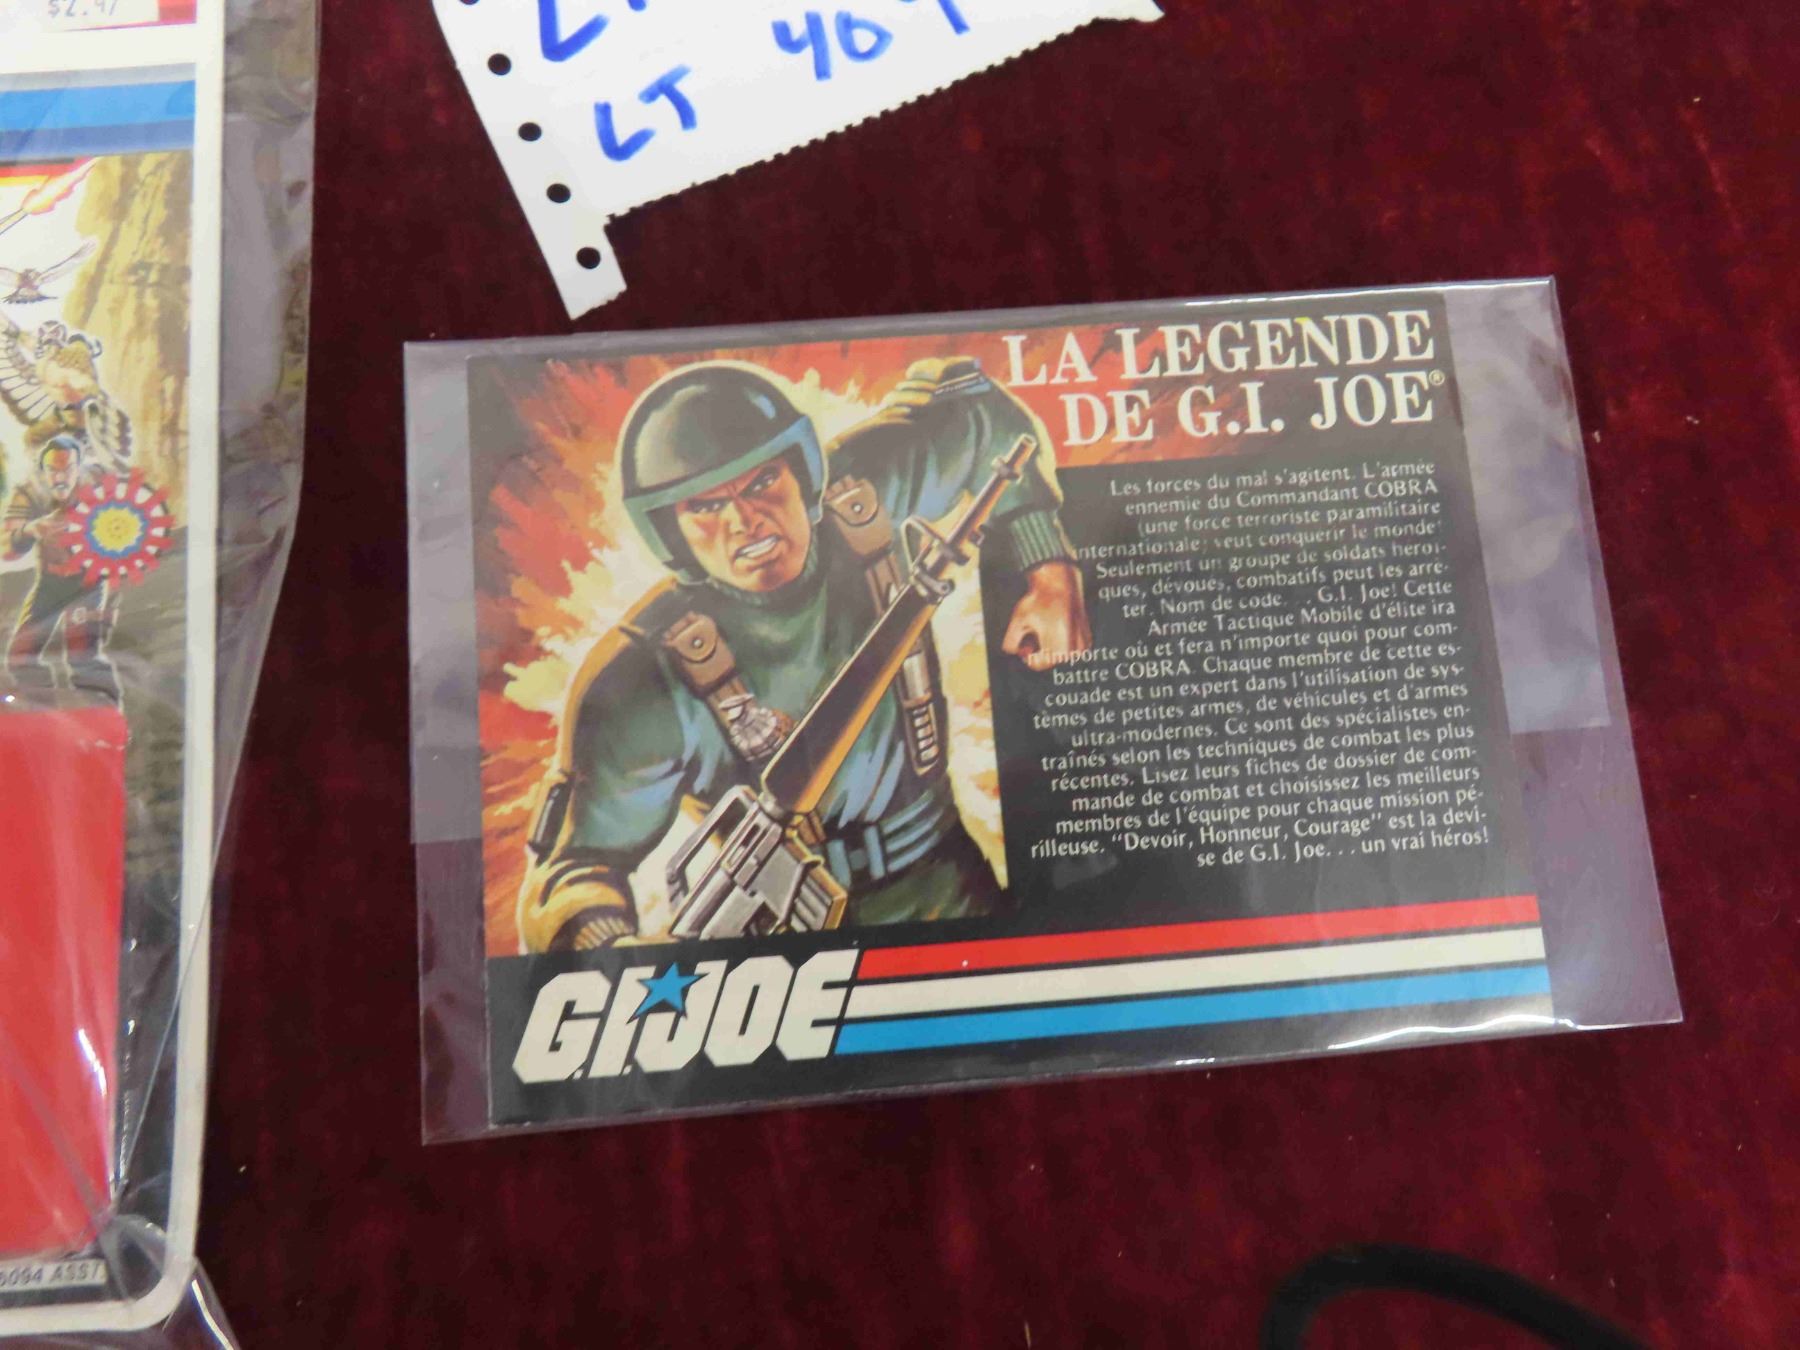 $2.97
LT
LT 40
LA LEGENDE
DE G.I. JOE®
Les forces du mal s'agitent. L'armée
ennemie du Commandant COBRA
(une force terroriste paramilitaire
internationale) veut conquerir le monde!
Seulement un groupe de soldats heroï-
ques, dévoués, combatifs peut les arrê-
ter. Nom de code. . . G.I. Joe! Cette
Armée Tactique Mobile d'élite ira
n'importe où et fera n'importe quoi pour com-
battre COBRA. Chaque membre de cette es-
couade est un expert dans l'utilisation de sys-
tèmes de petites armes, de véhicules et d'armes
ultra-modernes. Ce sont des spécialistes en-
traînés selon les techniques de combat les plus
récentes. Lisez leurs fiches de dossier de com-
mande de combat et choisissez les meilleurs
membres de l'équipe pour chaque mission pé-
rilleuse. "Devoir, Honneur, Courage" est la devi-
se de G.I. Joe. . . un vrai héros!
G.I.JOE
6094 ASST